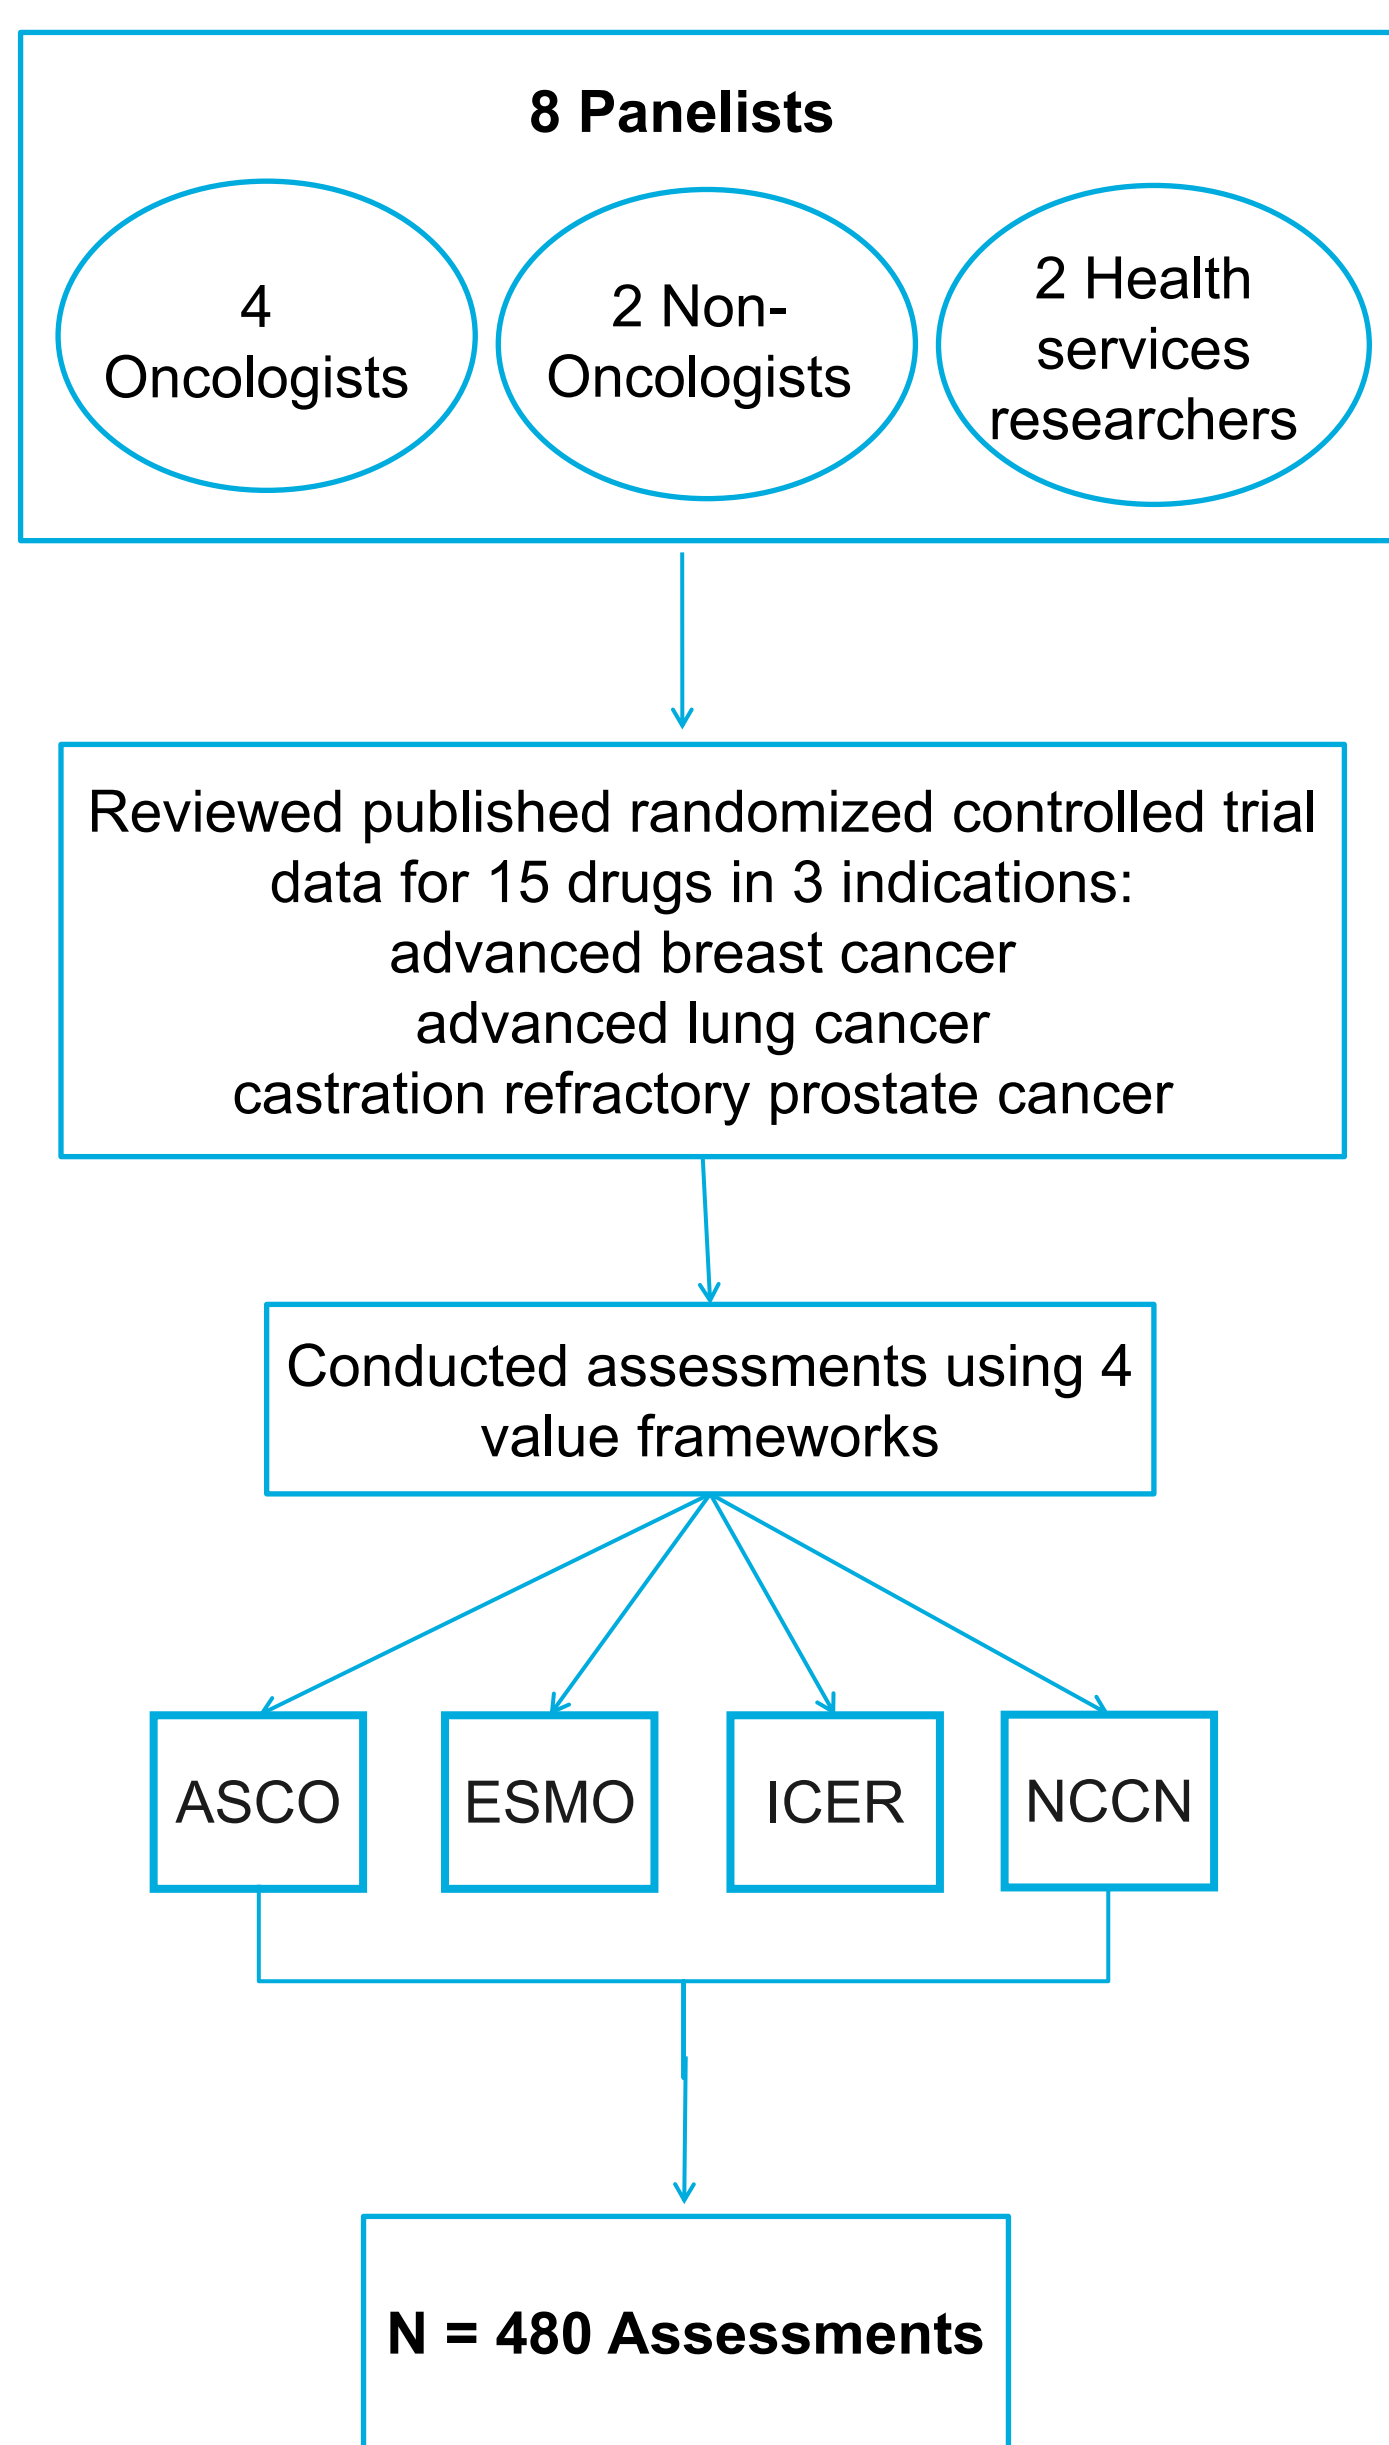 8 Panelists
4
Oncologists
2 Non-
Oncologists
2 Health
services
researchers
Reviewed published randomized controlled trial
data for 15 drugs in 3 indications:
advanced breast cancer
advanced lung cancer
castration refractory prostate cancer
Conducted assessments using 4
value frameworks
ASCO
ESMO
ICER
NCCN
N = 480 Assessments